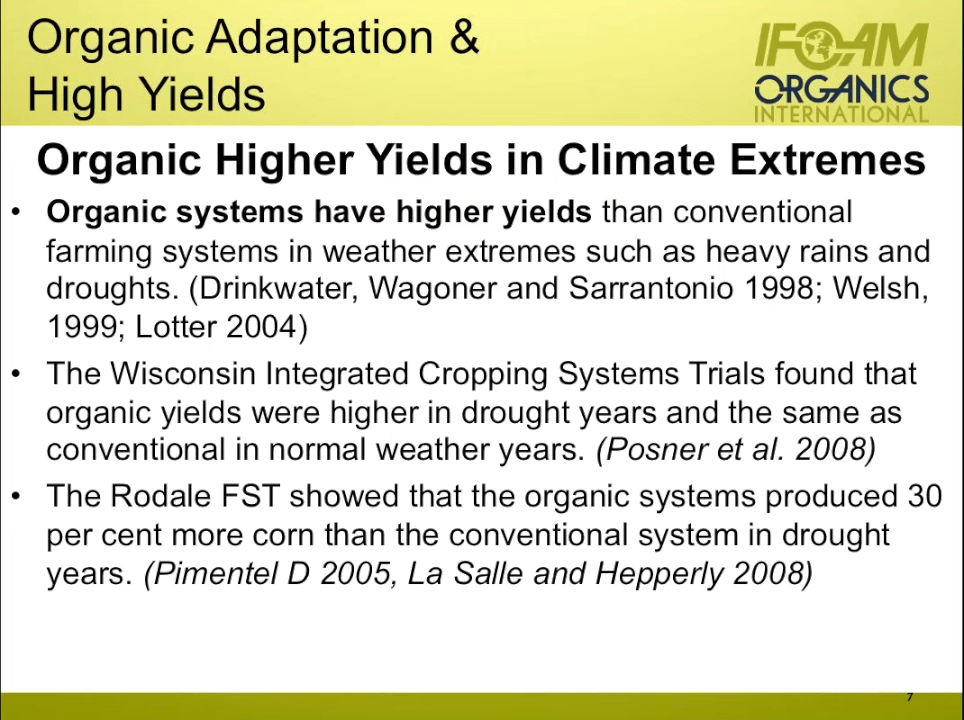 Organic Adaptation &
High Yields
IFOAM
ORGANICS
INTERNATIONAL
Organic Higher Yields in Climate Extremes
• Organic systems have higher yields than conventional
farming systems in weather extremes such as heavy rains and
droughts. (Drinkwater, Wagoner and Sarrantonio 1998; Welsh,
1999; Lotter 2004)
• The Wisconsin Integrated Cropping Systems Trials found that
organic yields were higher in drought years and the same as
conventional in normal weather years. (Posner et al. 2008)
• The Rodale FST showed that the organic systems produced 30
per cent more corn than the conventional system in drought
years. (Pimentel D 2005, La Salle and Hepperly 2008)
7